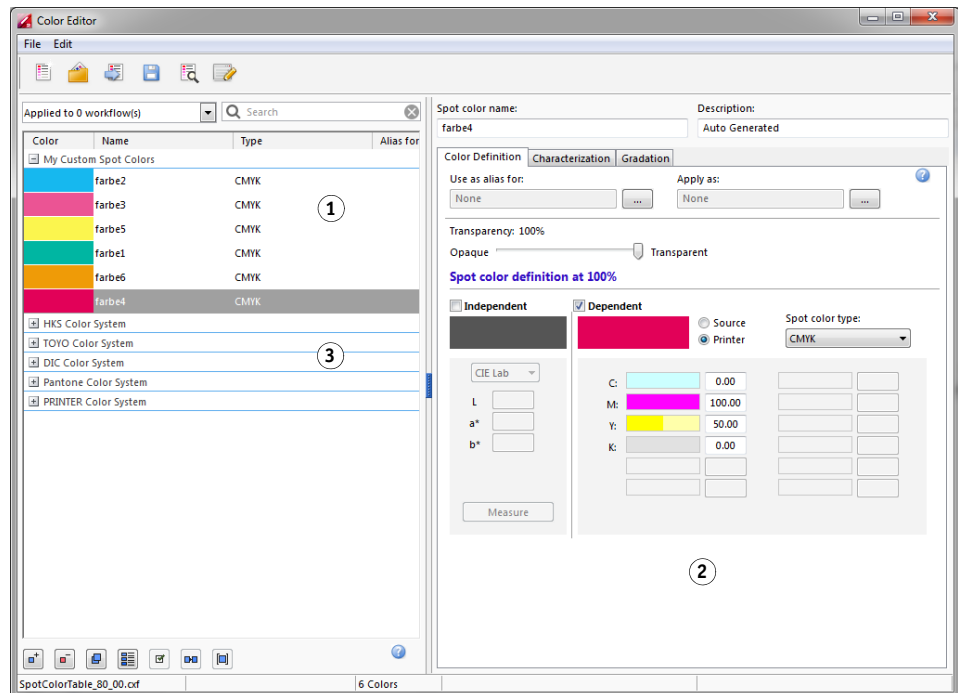 Color Editor
File Edit
Applied to 0 workflow(s) Search
Color Name Type Alias for
My Custom Spot Colors
farbe2 CMYK
farbe3 CMYK
farbe5 CMYK
farbe1 CMYK
farbe6 CMYK
farbe4 CMYK
HKS Color System
TOYO Color System
DIC Color System
Pantone Color System
PRINTER Color System
1
3
SpotColorTable_80_00.cxf 6 Colors
Spot color name: Description:
farbe4 Auto Generated
Color Definition Characterization Gradation
Use as alias for: Apply as:
None ... None ...
Transparency: 100%
Opaque Transparent
Spot color definition at 100%
Independent Dependent
Source Spot color type:
Printer CMYK
CIE Lab
L
a*
b*
Measure
C: 0.00
M: 100.00
Y: 50.00
K: 0.00
2